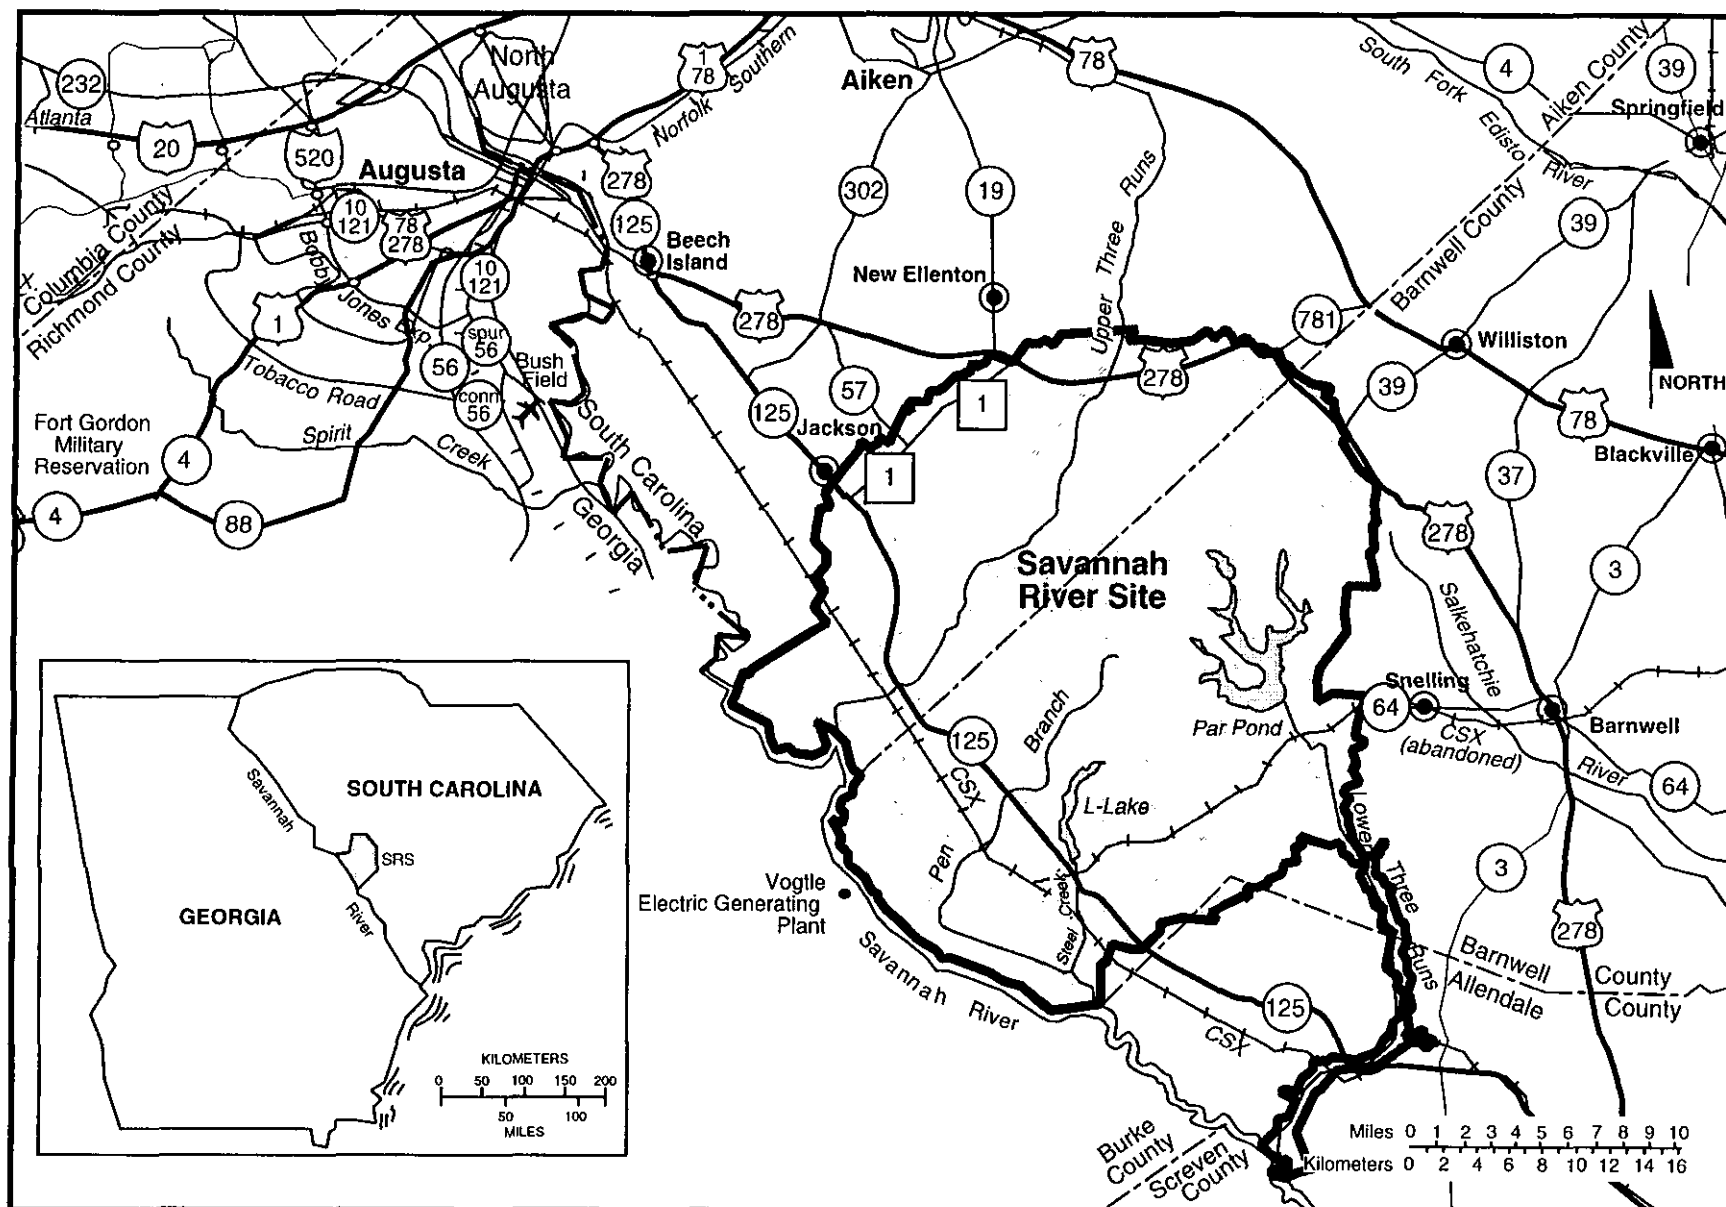 North
Augusta
1
78
Norfolk Southern
Aiken
78
South Fork Edisto River
4
Aiken County
Barnwell County
39
Springfield
232
Atlanta
20
520
Augusta
278
125
Beech
Island
302
19
Upper Three Runs
39
10
121
78
278
Columbia County
Richmond County
Bobby Jones Exp.
10
121
New Ellenton
278
781
Williston
1
spur
56
56
conn.
56
Bush
Field
Tobacco Road
Spirit Creek
Fort Gordon
Military
Reservation
4
4
88
South Carolina
Georgia
125
57
Jackson
1
1
278
39
78
NORTH
Blackville
37
278
3
Savannah
River Site
Salkehatchie River
Snelling
64
Par Pond
CSX
(abandoned)
Barnwell
64
125
CSX
Branch
Pen
L-Lake
Steel Creek
Lower Three Runs
3
278
Vogtle
Electric Generating
Plant
Savannah River
Barnwell County
Allendale County
125
CSX
Burke
County
Screven
County
Miles 0 1 2 3 4 5 6 7 8 9 10
Kilometers 0 2 4 6 8 10 12 14 16
SOUTH CAROLINA
Savannah River
SRS
GEORGIA
KILOMETERS
0 50 100 150 200
50 100
MILES